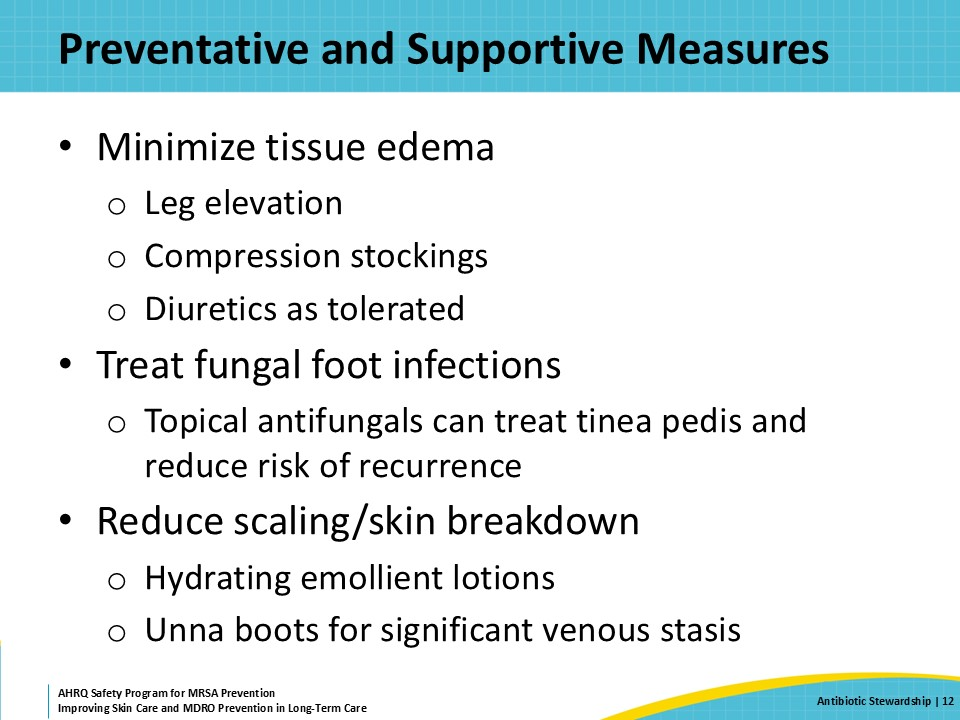 Preventative and Supportive Measures
• Minimize tissue edema
o Leg elevation
o Compression stockings
o Diuretics as tolerated
• Treat fungal foot infections
o Topical antifungals can treat tinea pedis and
reduce risk of recurrence
• Reduce scaling/skin breakdown
o Hydrating emollient lotions
o Unna boots for significant venous stasis
AHRQ Safety Program for MRSA Prevention
Improving Skin Care and MDRO Prevention in Long-Term Care
Antibiotic Stewardship | 12